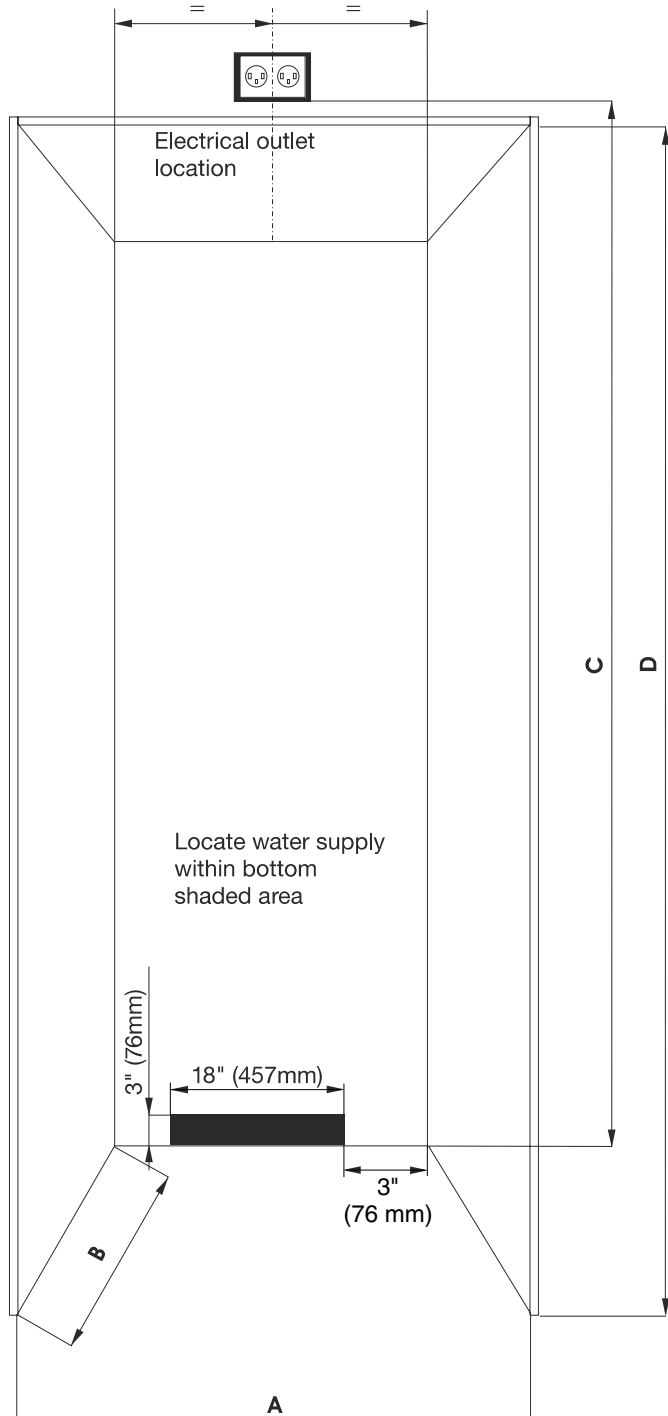 = =
Electrical outlet
location
C
D
Locate water supply
within bottom
shaded area
3" (76mm)
18" (457mm)
3"
(76 mm)
B
A